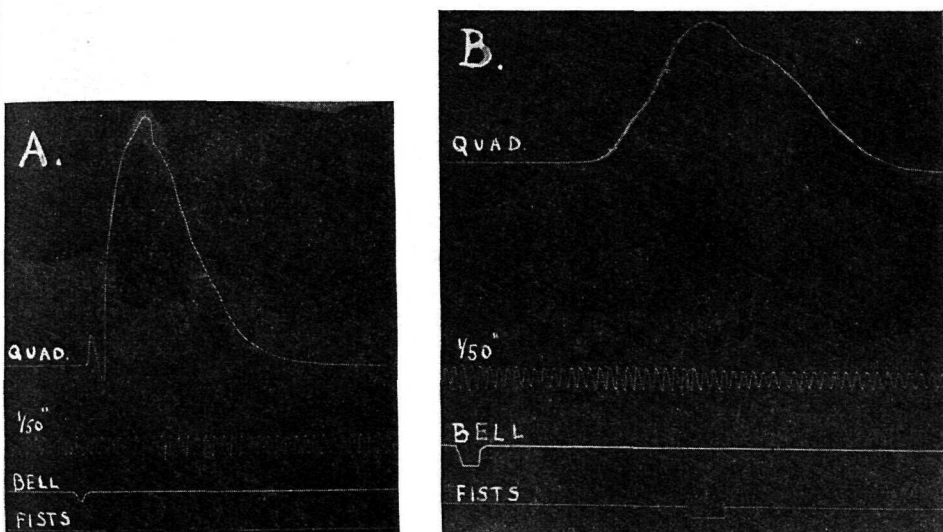 A.
QUAD.
1/50"
BELL
FISTS
B.
QUAD.
1/50"
BELL
FISTS